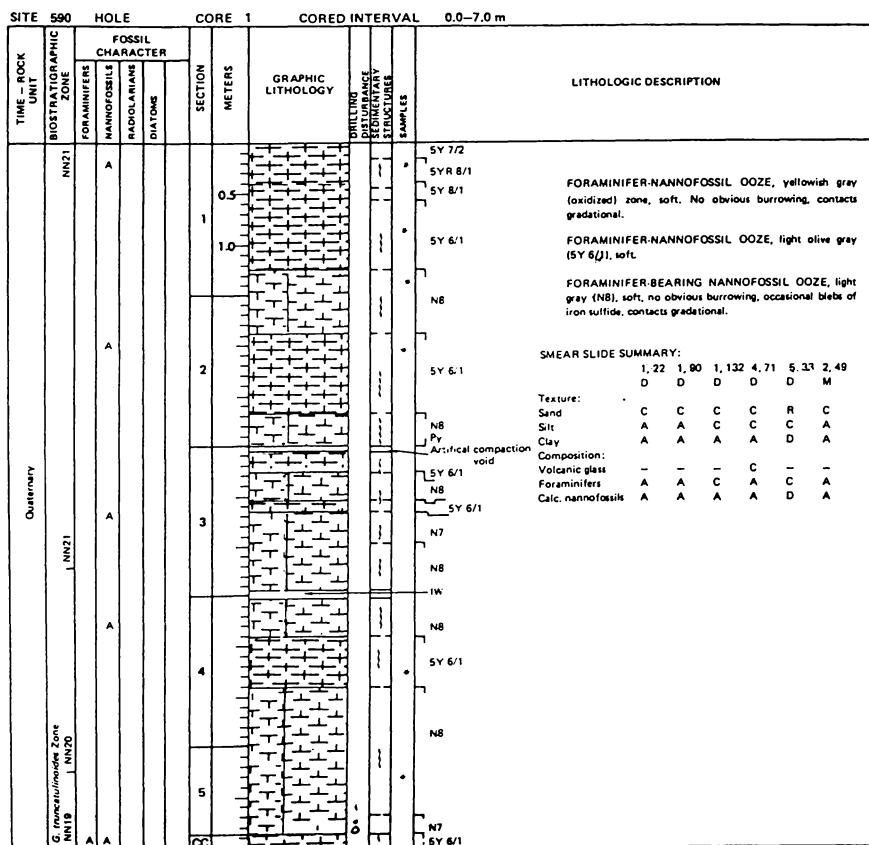 SITE 590 HOLE CORE 1 CORED INTERVAL 0.0–7.0 m
TIME – ROCK UNIT
BIOSTRATIGRAPHIC ZONE
FOSSIL CHARACTER
FORAMINIFERS
NANNOFOSSILS
RADIOLARIANS
DIATOMS
SECTION
METERS
GRAPHIC LITHOLOGY
DRILLING DISTURBANCE
SEDIMENTARY STRUCTURES
SAMPLES
LITHOLOGIC DESCRIPTION
Quaternary
NN21
NN21
NN20
G. truncatulinoides Zone
NN19
A
A
A
A
A A
0.5
1
1.0
2
3
4
5
CC
5Y 7/2
5YR 8/1
5Y 8/1
5Y 6/1
N8
5Y 6/1
N8
Py
Artifical compaction void
5Y 6/1
N8
5Y 6/1
N7
N8
IW
N8
5Y 6/1
N8
N7
5Y 6/1
FORAMINIFER-NANNOFOSSIL OOZE, yellowish gray
(oxidized) zone, soft. No obvious burrowing, contacts
gradational.
FORAMINIFER-NANNOFOSSIL OOZE, light olive gray
(5Y 6/1), soft.
FORAMINIFER-BEARING NANNOFOSSIL OOZE, light
gray (N8), soft, no obvious burrowing, occasional blebs of
iron sulfide, contacts gradational.
SMEAR SLIDE SUMMARY:
1, 22 1, 90 1, 132 4, 71 5, 33 2, 49
D D D D D M
Texture:
Sand C C C C R C
Silt A A C C C A
Clay A A A A D A
Composition:
Volcanic glass – – – C – –
Foraminifers A A C A C A
Calc. nannofossils A A A A D A